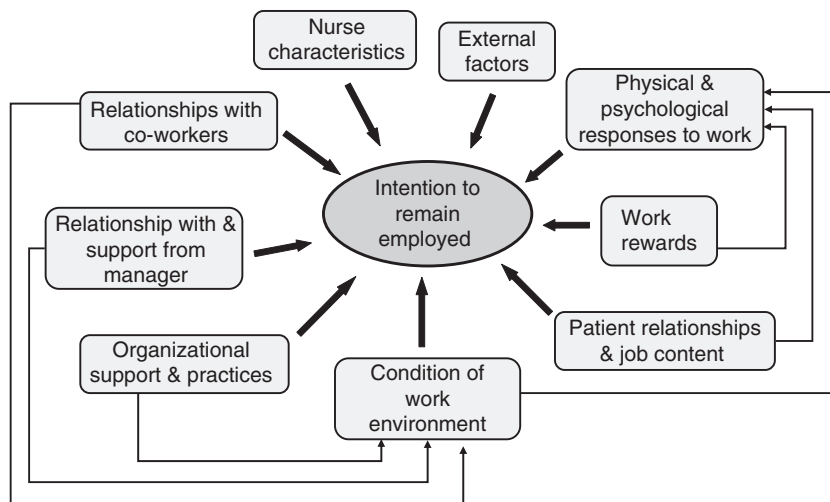 Nurse
characteristics
External
factors
Physical &
psychological
responses to work
Relationships with
co-workers
Intention to
remain
employed
Relationship with &
support from
manager
Work
rewards
Organizational
support & practices
Condition of
work
environment
Patient relationships
& job content